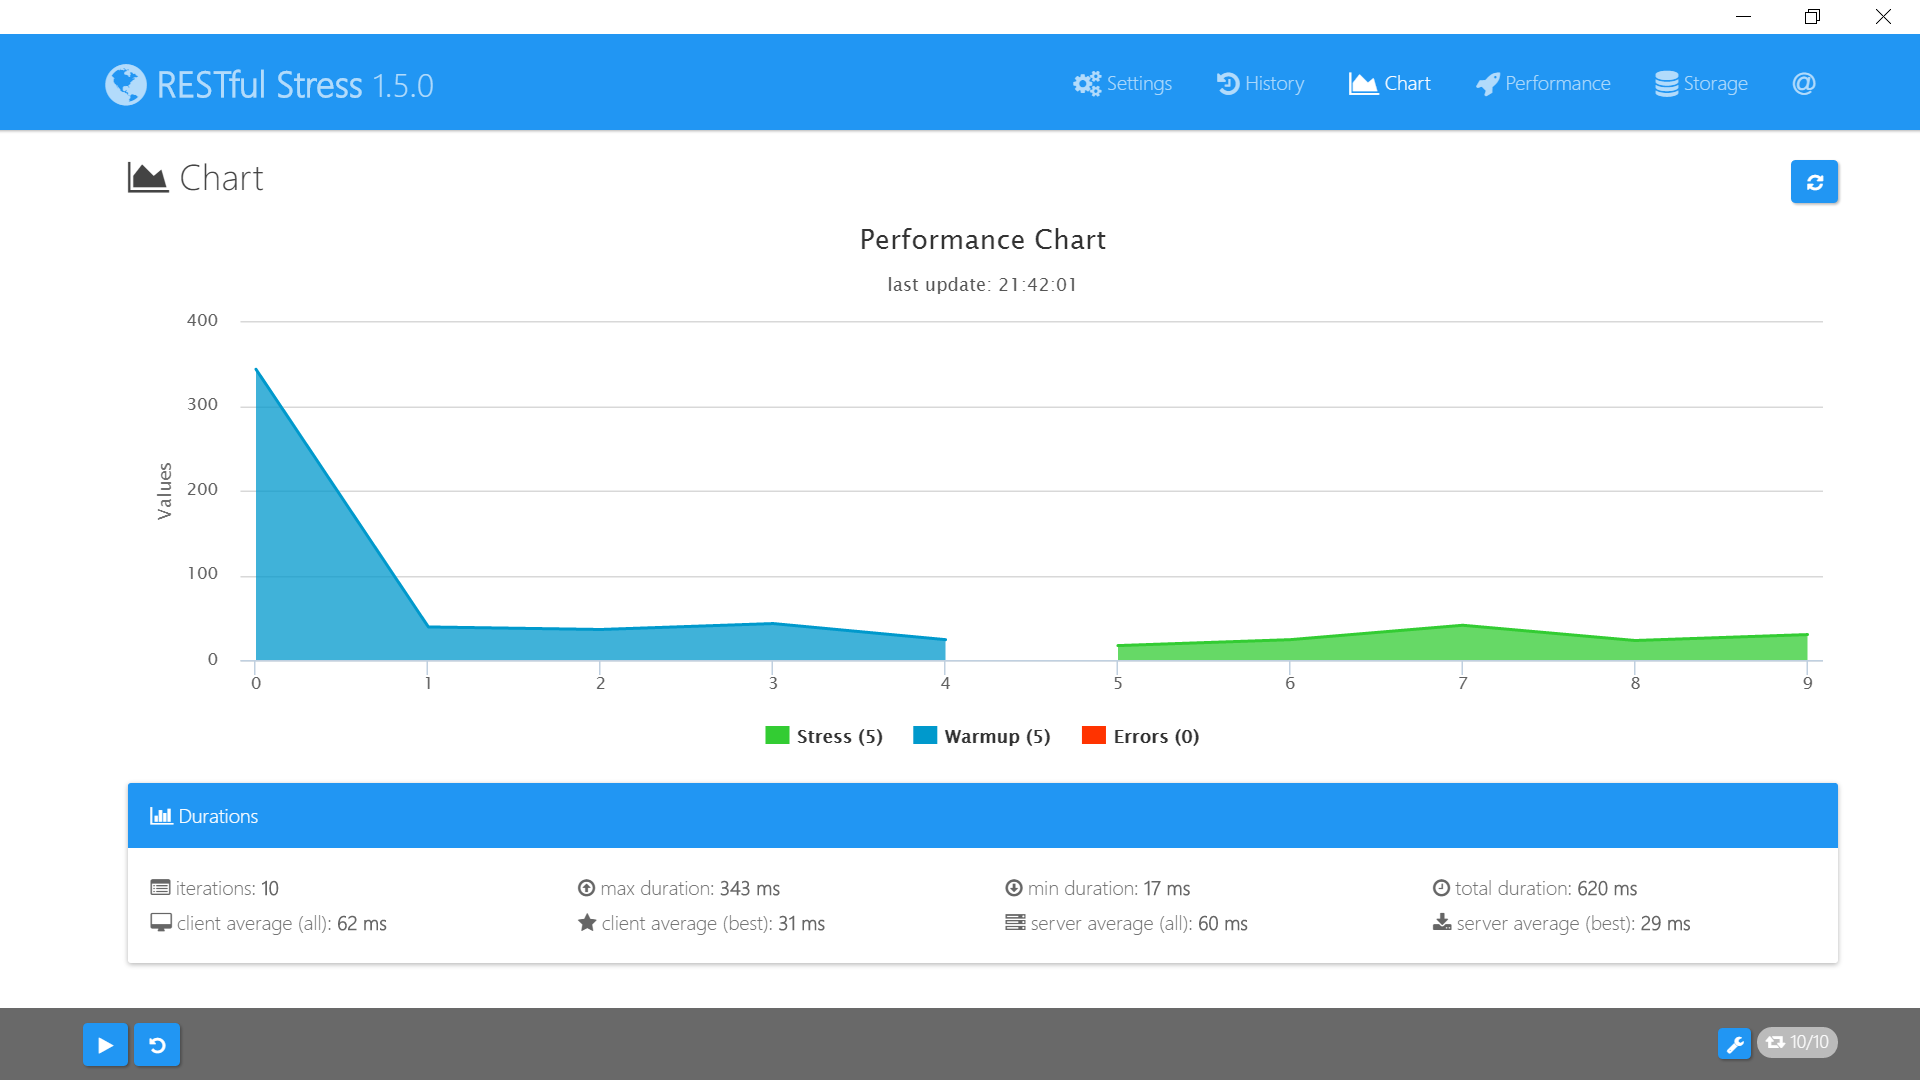 RESTful Stress 1.5.0
Settings
History
Chart
Performance
Storage
@
Chart
Performance Chart
last update: 21:42:01
Values
400
300
200
100
0
0 1 2 3 4 5 6 7 8 9
Stress (5) Warmup (5) Errors (0)
Durations
iterations: 10
max duration: 343 ms
min duration: 17 ms
total duration: 620 ms
client average (all): 62 ms
client average (best): 31 ms
server average (all): 60 ms
server average (best): 29 ms
10/10